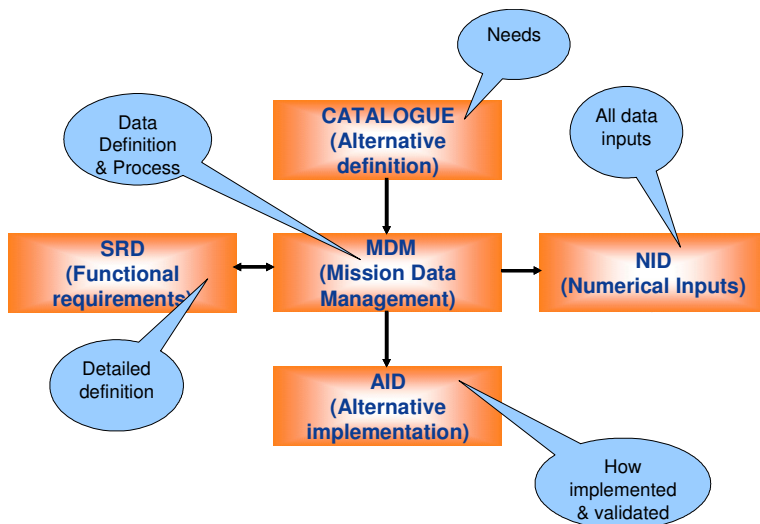 Needs
CATALOGUE
(Alternative
definition)
Data
Definition
& Process
All data
inputs
SRD
(Functional
requirements)
MDM
(Mission Data
Management)
NID
(Numerical Inputs)
Detailed
definition
AID
(Alternative
implementation)
How
implemented
& validated